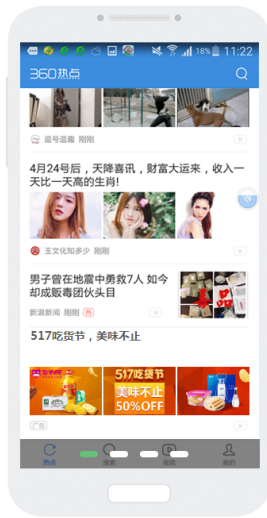 18% 11:22
360热点
逗号逗趣 刚刚
4月24号后，天降喜讯，财富大运来，收入一
天比一天高的生肖!
玉文化知多少 刚刚
男子曾在地震中勇救7人 如今
却成贩毒团伙头目
毒品
新浪新闻 刚刚 热
517吃货节，美味不止
517吃货节
美味不止
50%OFF
广告
热点 搜索 视频 我的